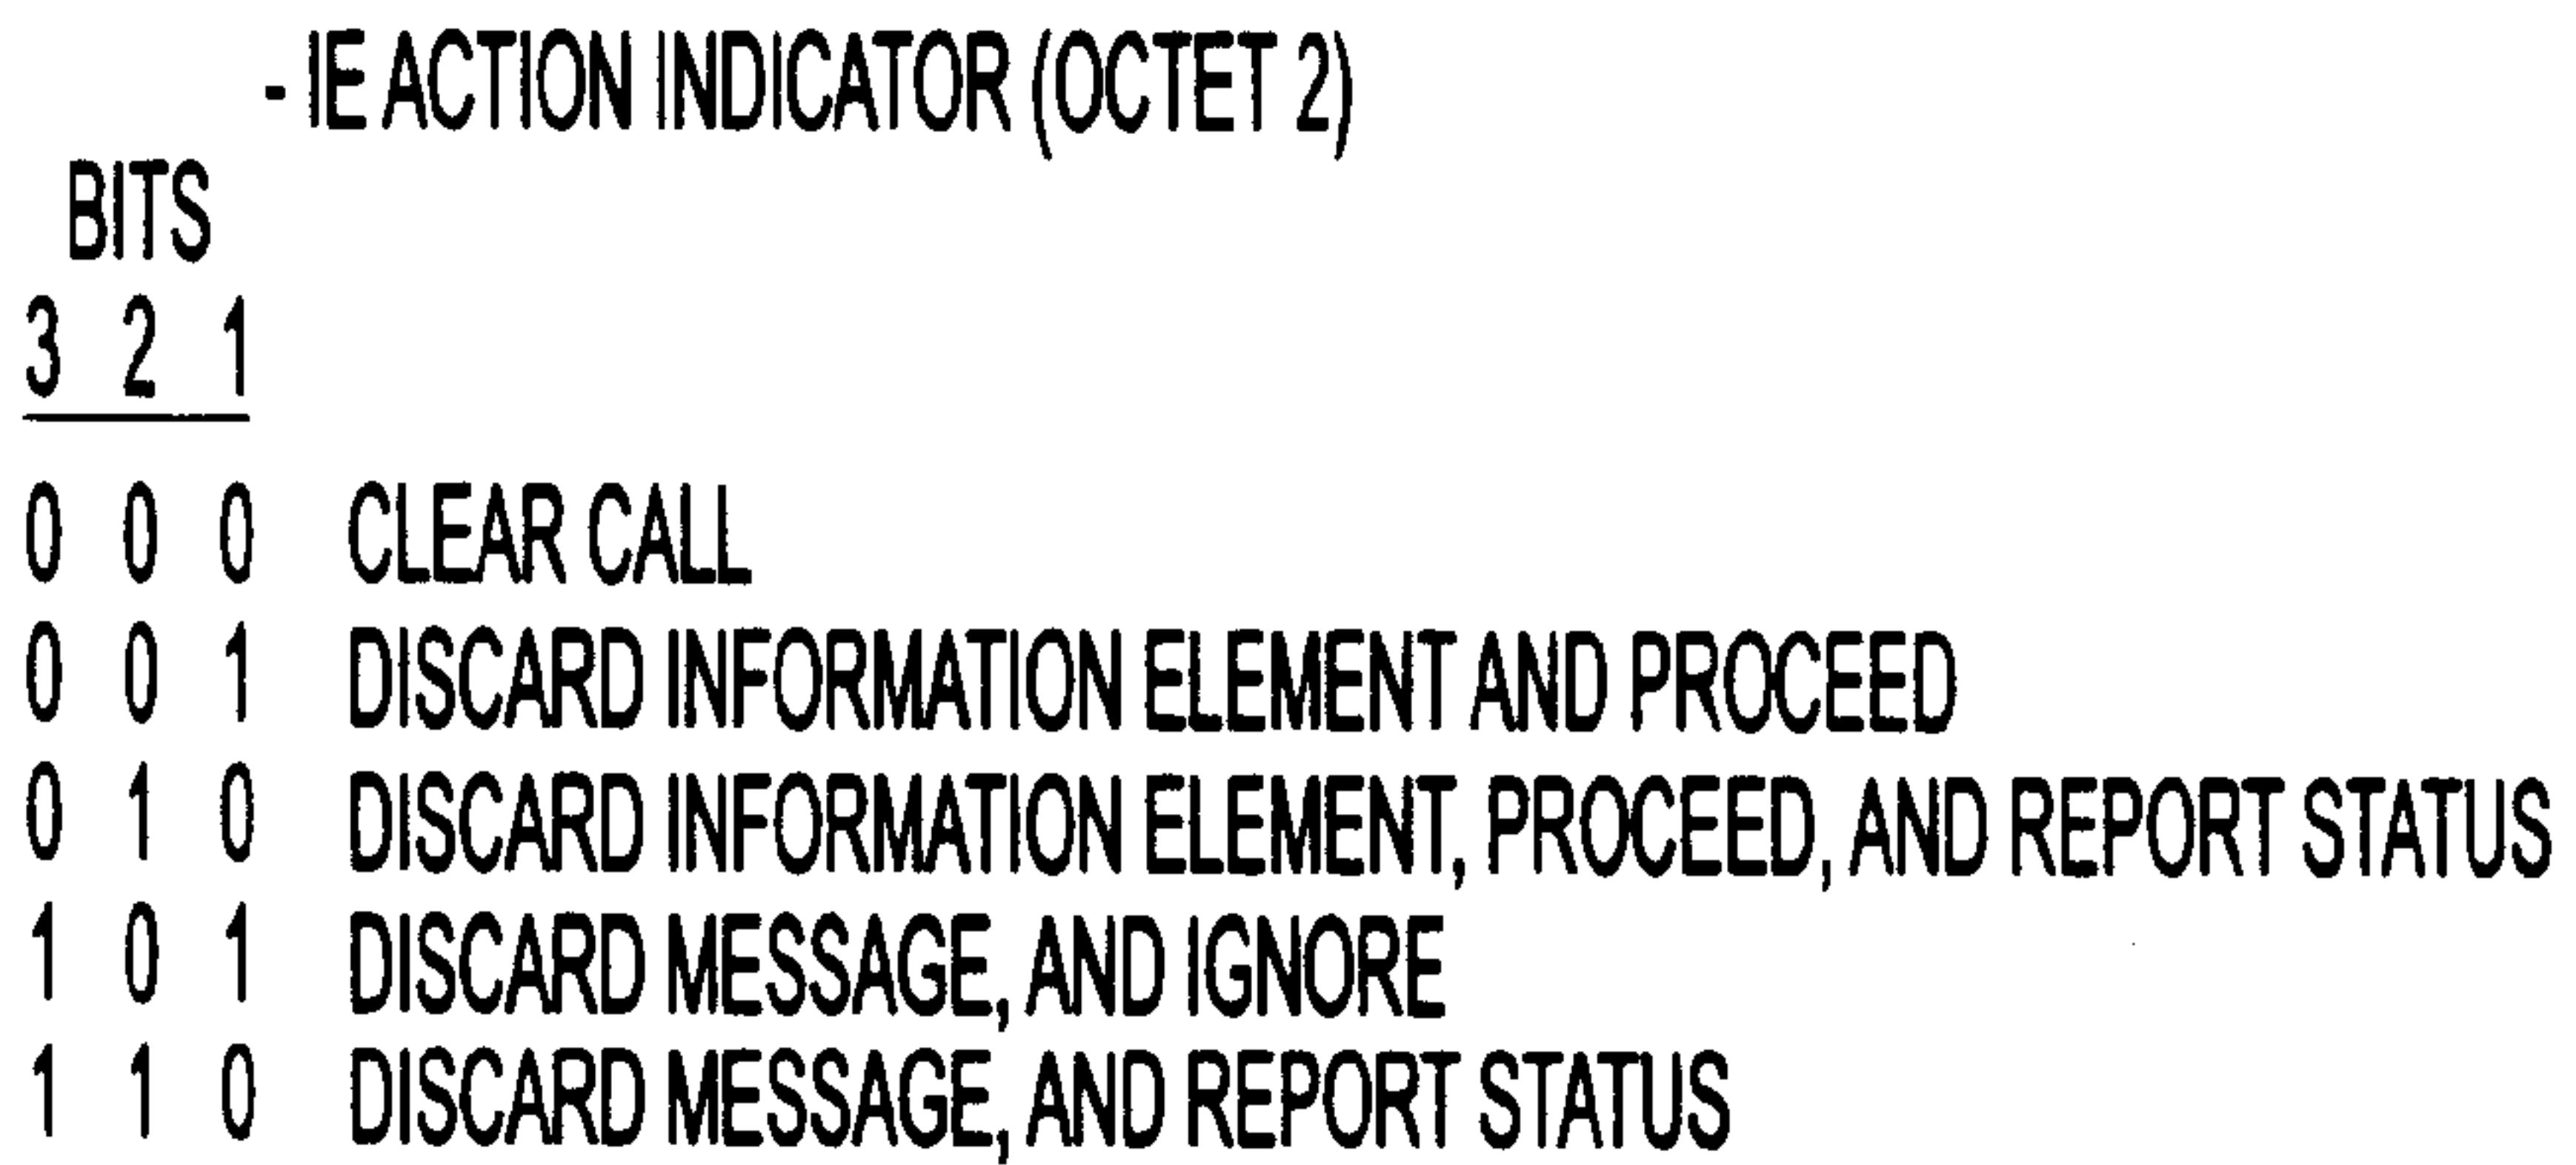 - IE ACTION INDICATOR (OCTET 2)
BITS
3 2 1
0 0 0 CLEAR CALL
0 0 1 DISCARD INFORMATION ELEMENT AND PROCEED
0 1 0 DISCARD INFORMATION ELEMENT, PROCEED, AND REPORT STATUS
1 0 1 DISCARD MESSAGE, AND IGNORE
1 1 0 DISCARD MESSAGE, AND REPORT STATUS